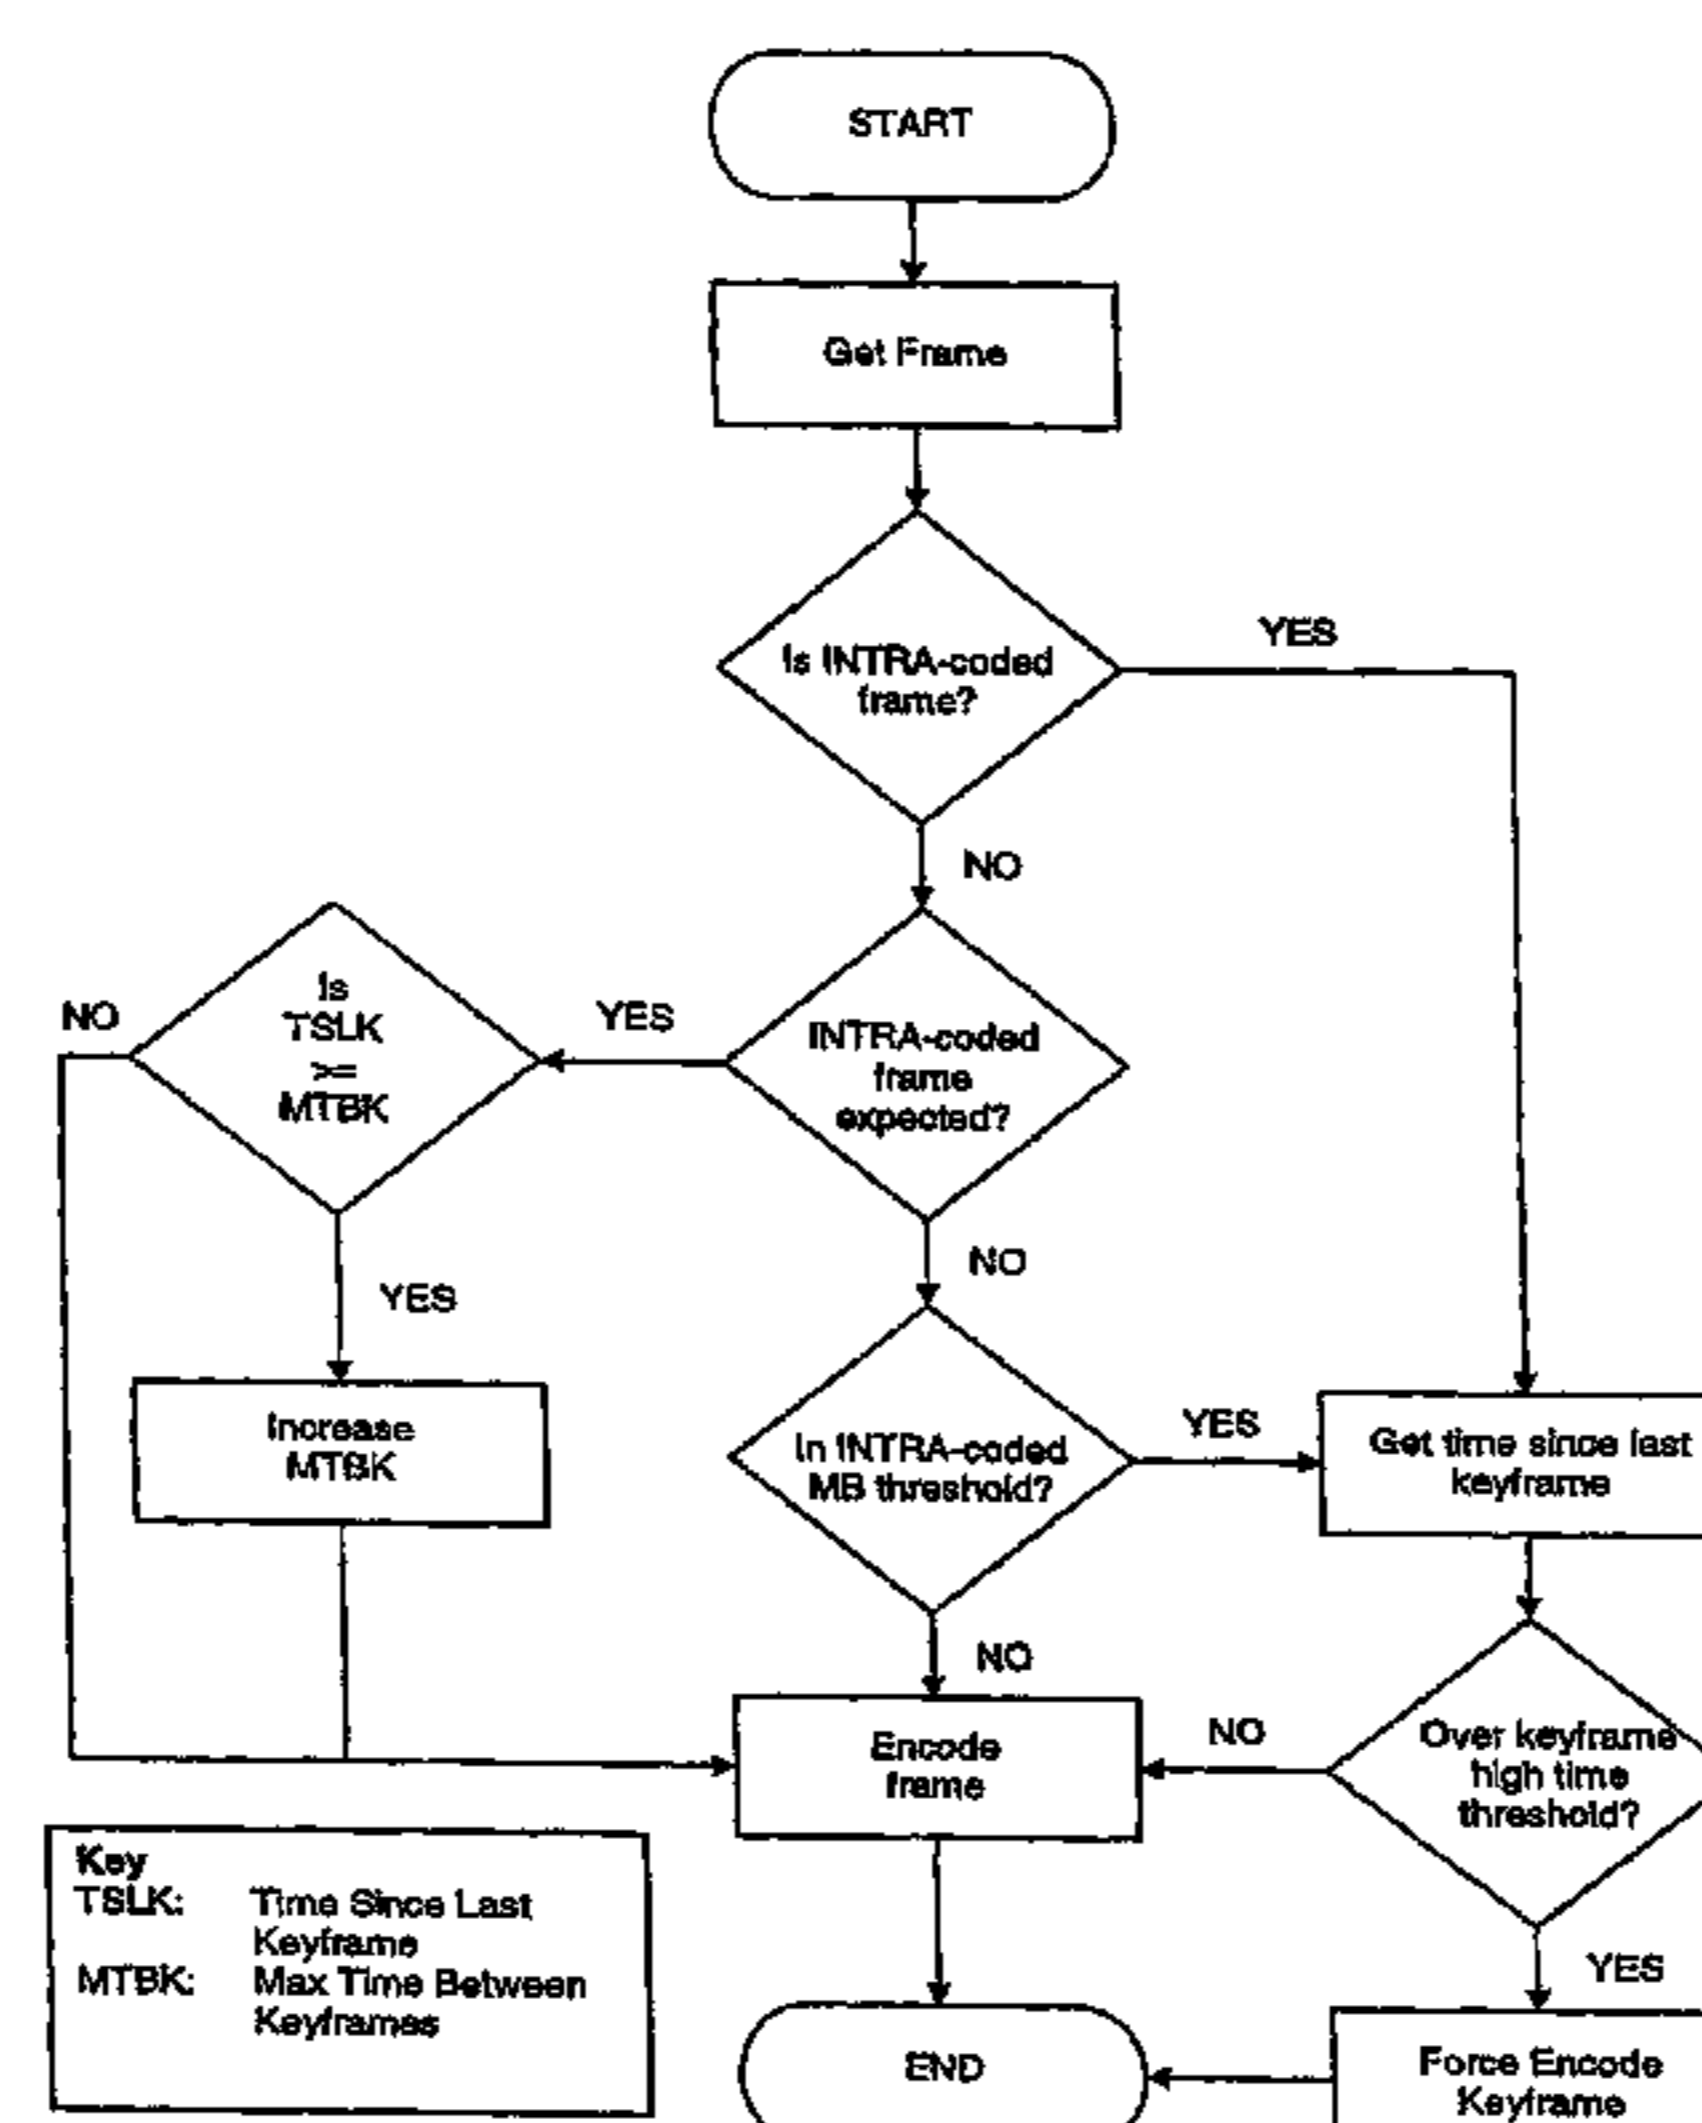 START
Get Frame
Is INTRA-coded
frame?
YES
NO
Is
TSLK
>=
MTBK
NO
YES
INTRA-coded
frame
expected?
NO
YES
Increase
MTBK
In INTRA-coded
MB threshold?
YES
Get time since last
keyframe
NO
Encode
frame
NO
Over keyframe
high time
threshold?
YES
Key
TSLK: Time Since Last
Keyframe
MTBK: Max Time Between
Keyframes
END
Force Encode
Keyframe